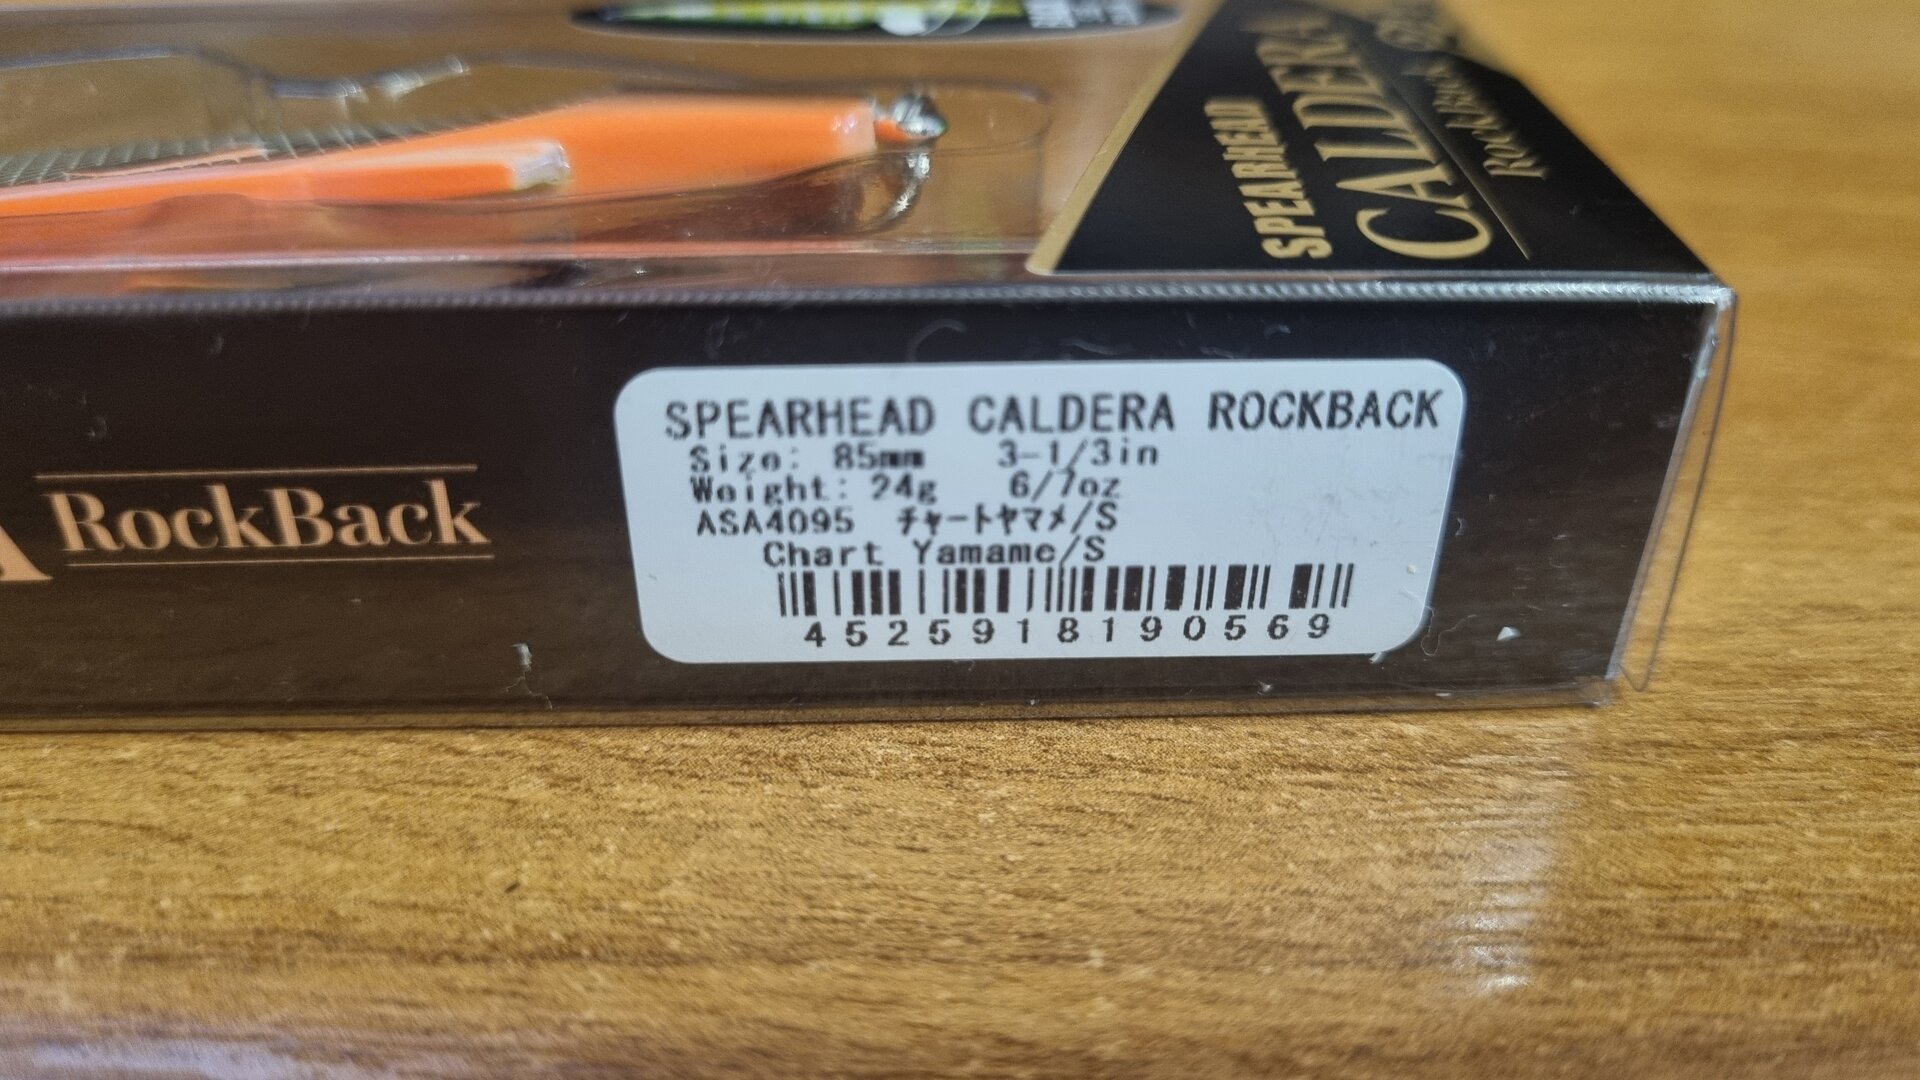 SPEARHEAD
CALDERA
RockBack
RockBack
SPEARHEAD CALDERA ROCKBACK
Size: 85mm 3-1/3in
Weight: 24g 6/7oz
ASA4095 チャートヤマメ/S
Chart Yamame/S
4525918190569